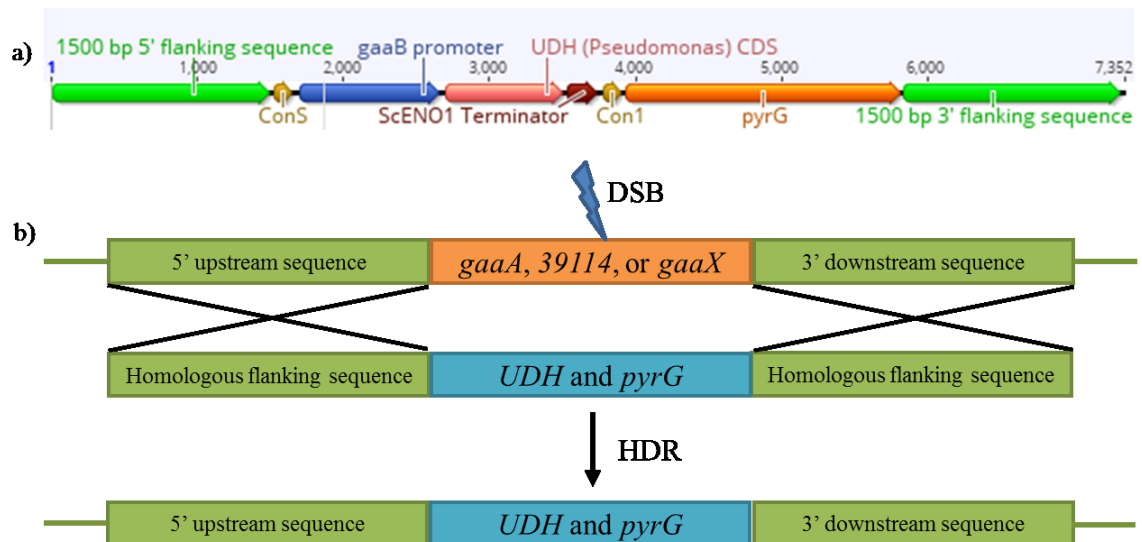 a)
1500 bp 5' flanking sequence
gaaB promoter
UDH (Pseudomonas) CDS
1
1,000
2,000
3,000
4,000
5,000
6,000
7,352
ConS
ScENO1 Terminator
Con1
pyrG
1500 bp 3' flanking sequence
DSB
b)
5’ upstream sequence
gaaA, 39114, or gaaX
3’ downstream sequence
Homologous flanking sequence
UDH and pyrG
Homologous flanking sequence
HDR
5’ upstream sequence
UDH and pyrG
3’ downstream sequence